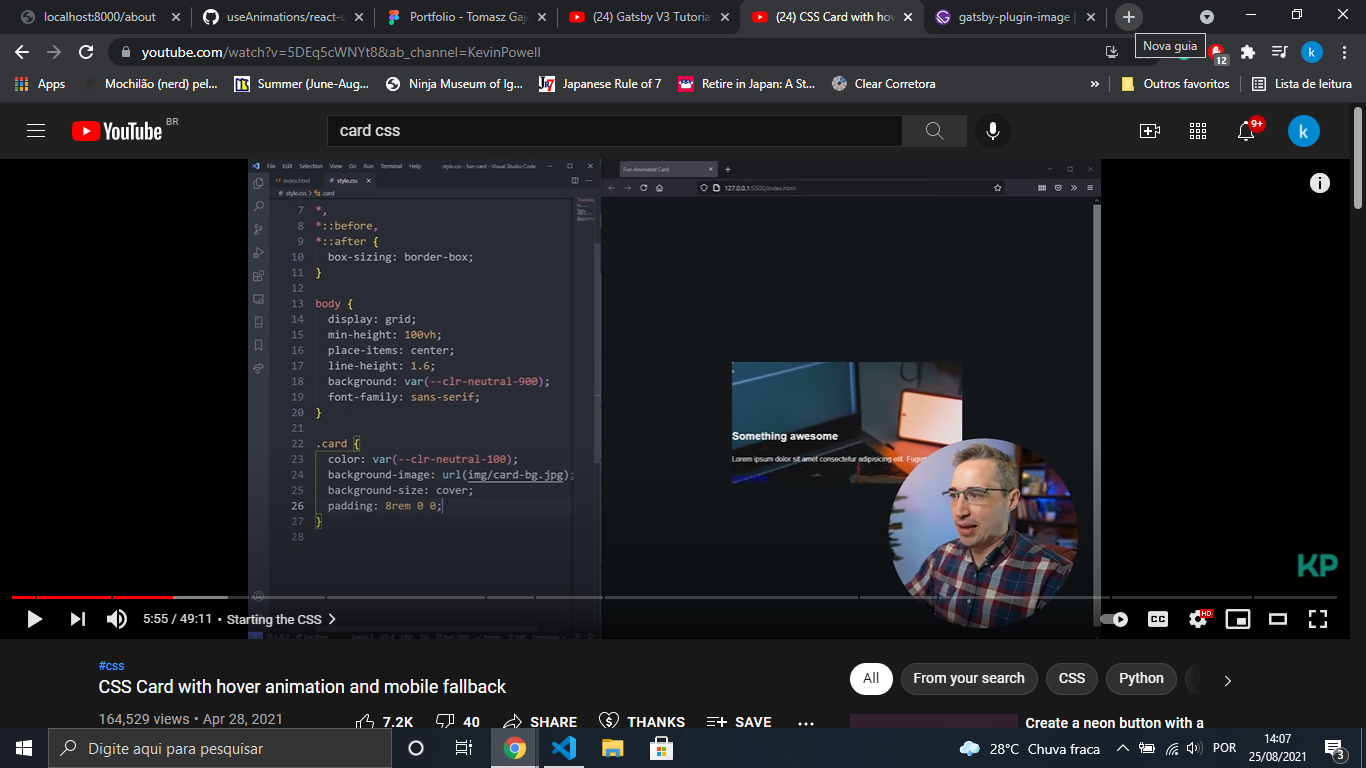 localhost:8000/about
useAnimations/react-u
Portfolio - Tomasz Gaj
(24) Gatsby V3 Tutoria
(24) CSS Card with hov
gatsby-plugin-image |
youtube.com/watch?v=5DEq5cWNYt8&ab_channel=KevinPowell
Nova guia
12
k
Apps
Mochilão (nerd) pel...
Summer (June-Aug...
Ninja Museum of Ig...
Japanese Rule of 7
Retire in Japan: A St...
Clear Corretora
»
Outros favoritos
Lista de leitura
YouTube BR
card css
9+
k
File Edit Selection View Go Run Terminal Help
style.css - fun-card - Visual Studio Code
index.html
style.css
style.css > .card
7 *,
8 *::before,
9 *::after {
10 box-sizing: border-box;
11 }
12
13 body {
14 display: grid;
15 min-height: 100vh;
16 place-items: center;
17 line-height: 1.6;
18 background: var(--clr-neutral-900);
19 font-family: sans-serif;
20 }
21
22 .card {
23 color: var(--clr-neutral-100);
24 background-image: url(img/card-bg.jpg);
25 background-size: cover;
26 padding: 8rem 0 0;
27 }
28
Fun Animated Card
127.0.0.1:5500/index.html
Something awesome
Lorem ipsum dolor sit amet consectetur adipisicing elit. Fugiat
KP
5:55 / 49:11 • Starting the CSS
CC
HD
#css
CSS Card with hover animation and mobile fallback
164,529 views • Apr 28, 2021
7.2K
40
SHARE
THANKS
SAVE
All
From your search
CSS
Python
Create a neon button with a
Digite aqui para pesquisar
28°C Chuva fraca
POR
14:07
25/08/2021
3